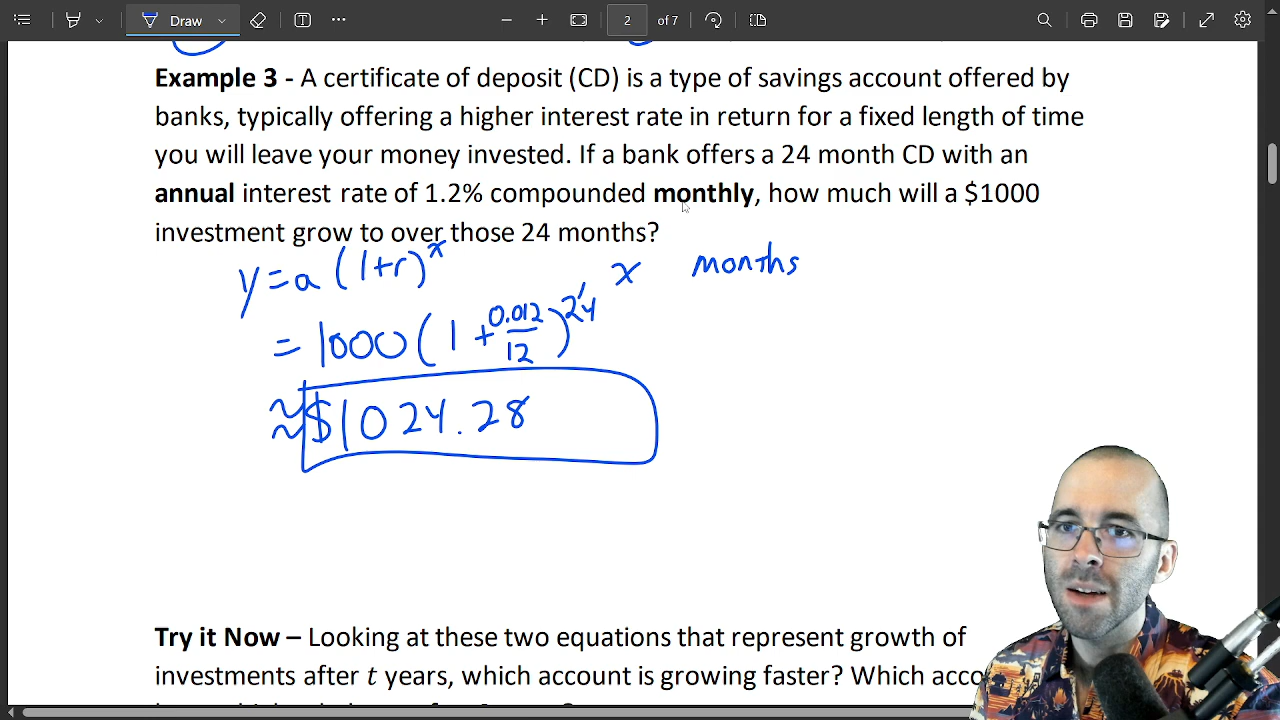 Draw
2 of 7
Example 3 - A certificate of deposit (CD) is a type of savings account offered by
banks, typically offering a higher interest rate in return for a fixed length of time
you will leave your money invested. If a bank offers a 24 month CD with an
annual interest rate of 1.2% compounded monthly, how much will a $1000
investment grow to over those 24 months?
y = a (1+r)^x
x months
= 1000 (1 + 0.012/12)^24
≈ $1024.28
Try it Now – Looking at these two equations that represent growth of
investments after t years, which account is growing faster? Which acco